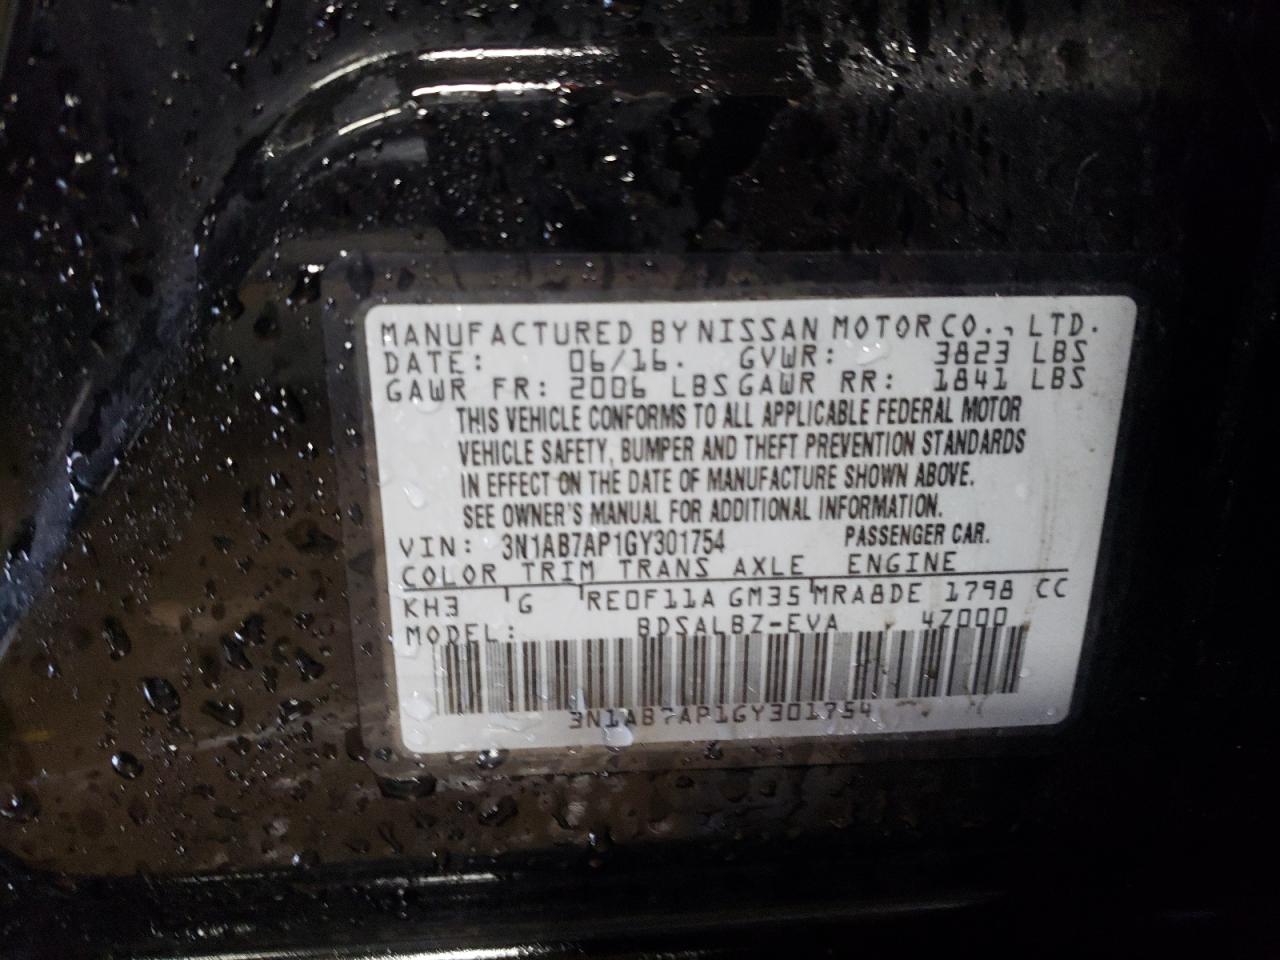 MANUFACTURED BY NISSAN MOTOR CO., LTD.
DATE: 06/16. GVWR: 3823 LBS
GAWR FR: 2006 LBS GAWR RR: 1841 LBS
THIS VEHICLE CONFORMS TO ALL APPLICABLE FEDERAL MOTOR
VEHICLE SAFETY, BUMPER AND THEFT PREVENTION STANDARDS
IN EFFECT ON THE DATE OF MANUFACTURE SHOWN ABOVE.
SEE OWNER'S MANUAL FOR ADDITIONAL INFORMATION.
VIN: 3N1AB7AP1GY301754 PASSENGER CAR.
COLOR TRIM TRANS AXLE ENGINE
KH3 G RE0F11A GM35 MRA8DE 1798 CC
MODEL: BDSALBZ-EVA 4Z000
3N1AB7AP1GY301754